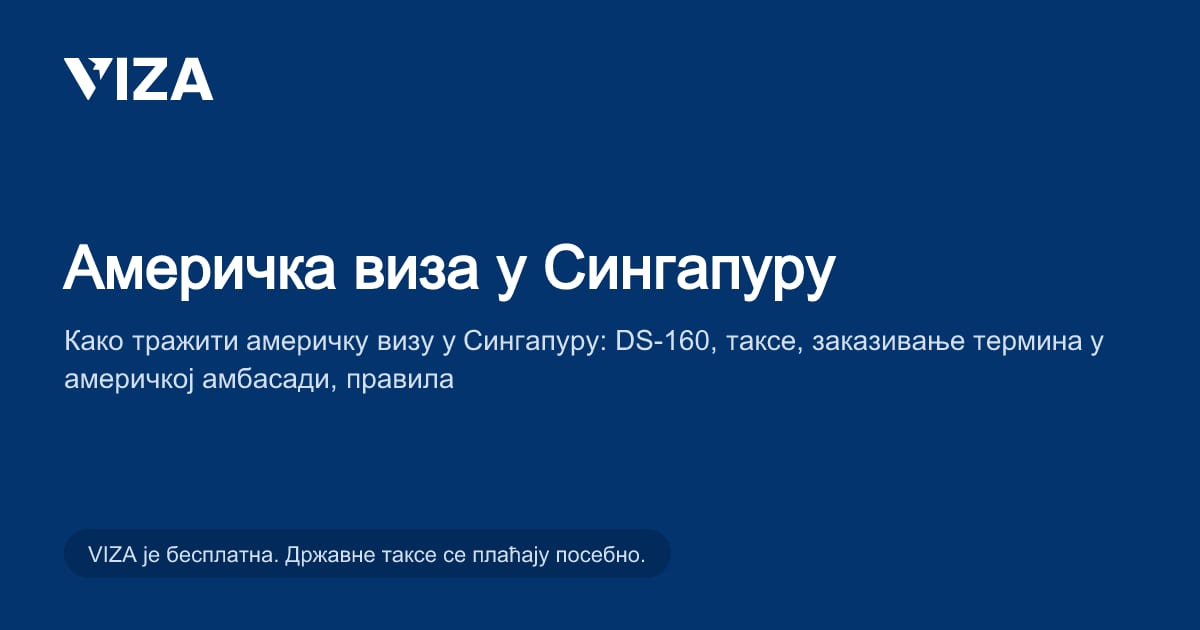 VIZA
Америчка виза у Сингапуру
Како тражити америчку визу у Сингапуру: DS-160, таксе, заказивање термина у
америчкој амбасади, правила
VIZA је бесплатна. Државне таксе се плаћају посебно.